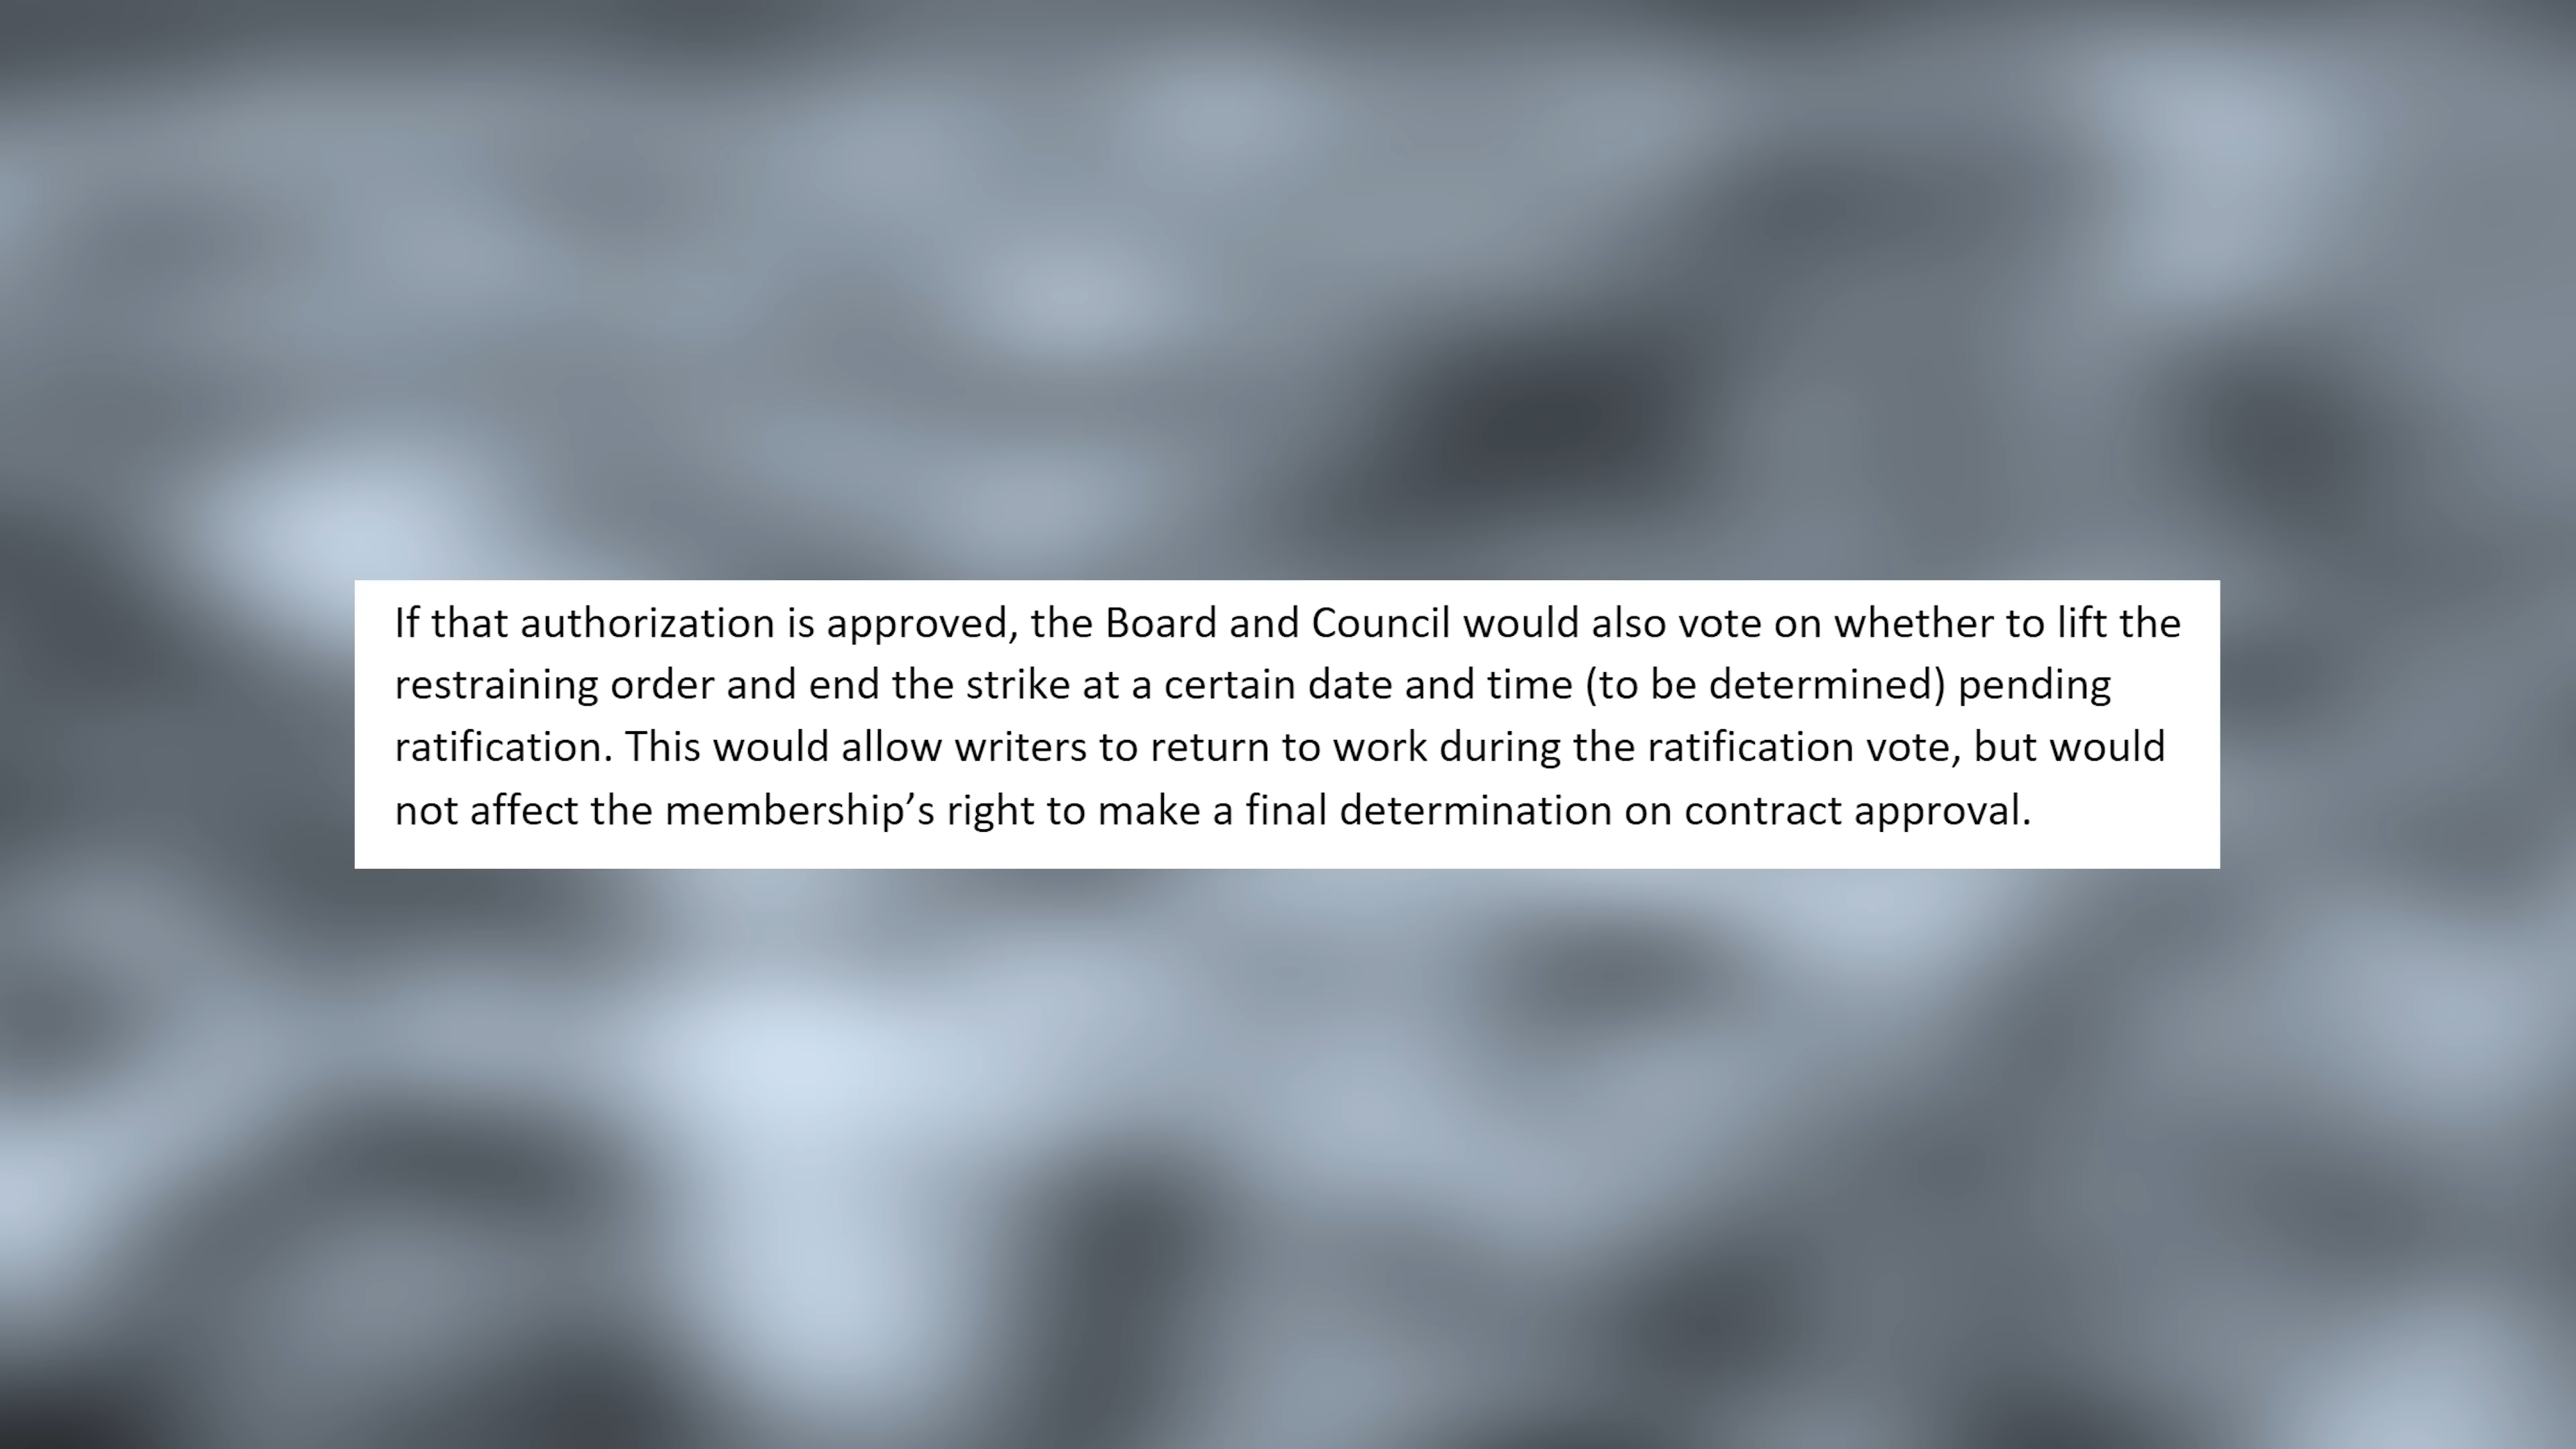 If that authorization is approved, the Board and Council would also vote on whether to lift the
restraining order and end the strike at a certain date and time (to be determined) pending
ratification. This would allow writers to return to work during the ratification vote, but would
not affect the membership’s right to make a final determination on contract approval.